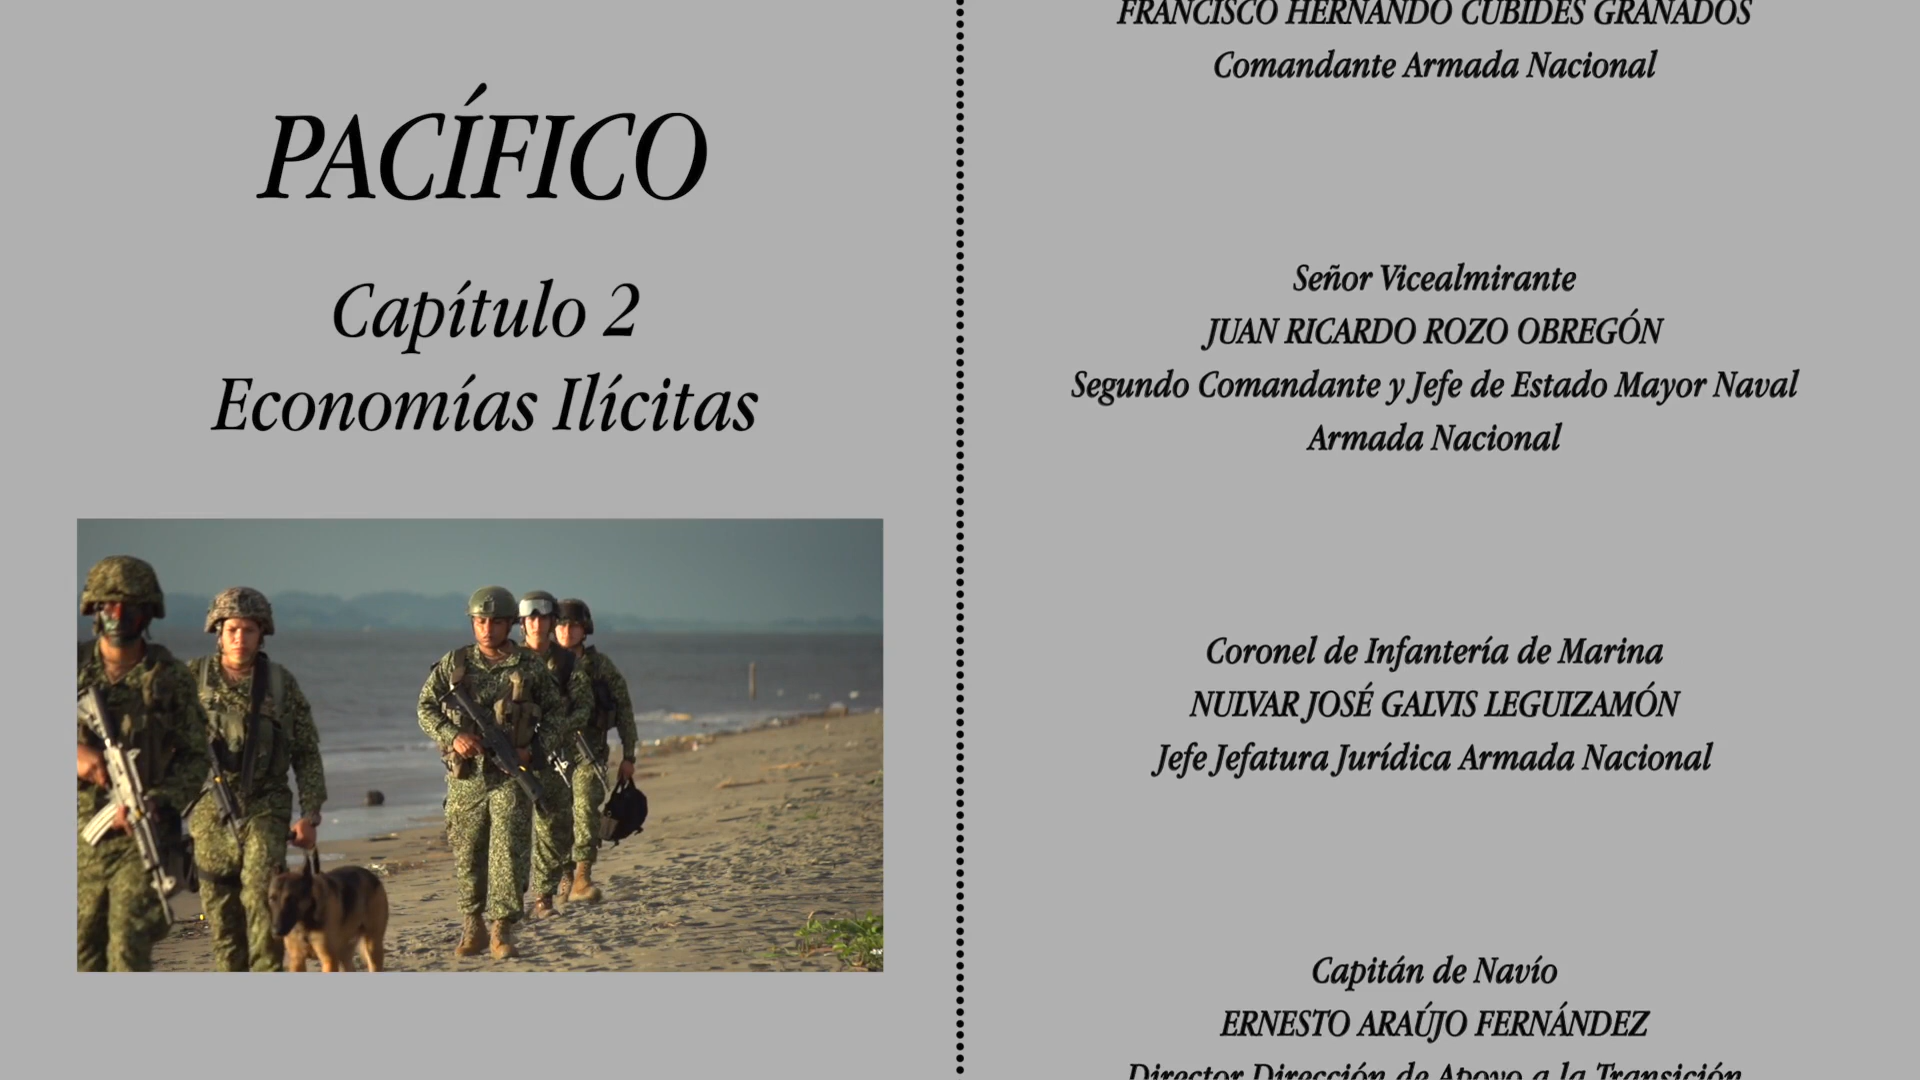 PACÍFICO
Capítulo 2
Economías Ilícitas
FRANCISCO HERNANDO CUBIDES GRANADOS
Comandante Armada Nacional
Señor Vicealmirante
JUAN RICARDO ROZO OBREGÓN
Segundo Comandante y Jefe de Estado Mayor Naval
Armada Nacional
Coronel de Infantería de Marina
NULVAR JOSÉ GALVIS LEGUIZAMÓN
Jefe Jefatura Jurídica Armada Nacional
Capitán de Navío
ERNESTO ARAÚJO FERNÁNDEZ
Director Dirección de Apoyo a la Transición